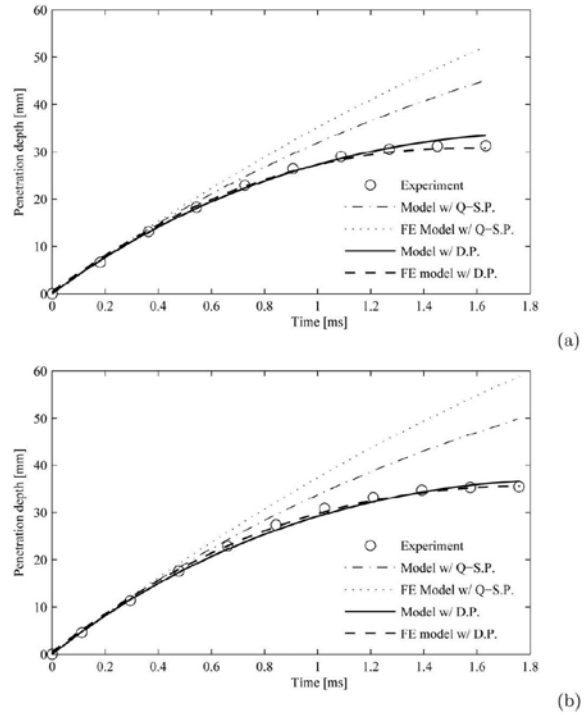 60
50
40
30
20
10
0
Penetration depth [mm]
Experiment
Model w/ Q−S.P.
FE Model w/ Q−S.P.
Model w/ D.P.
FE model w/ D.P.
0 0.2 0.4 0.6 0.8 1 1.2 1.4 1.6 1.8
Time [ms]
(a)
60
50
40
30
20
10
0
Penetration depth [mm]
Experiment
Model w/ Q−S.P.
FE Model w/ Q−S.P.
Model w/ D.P.
FE model w/ D.P.
0 0.2 0.4 0.6 0.8 1 1.2 1.4 1.6 1.8
Time [ms]
(b)